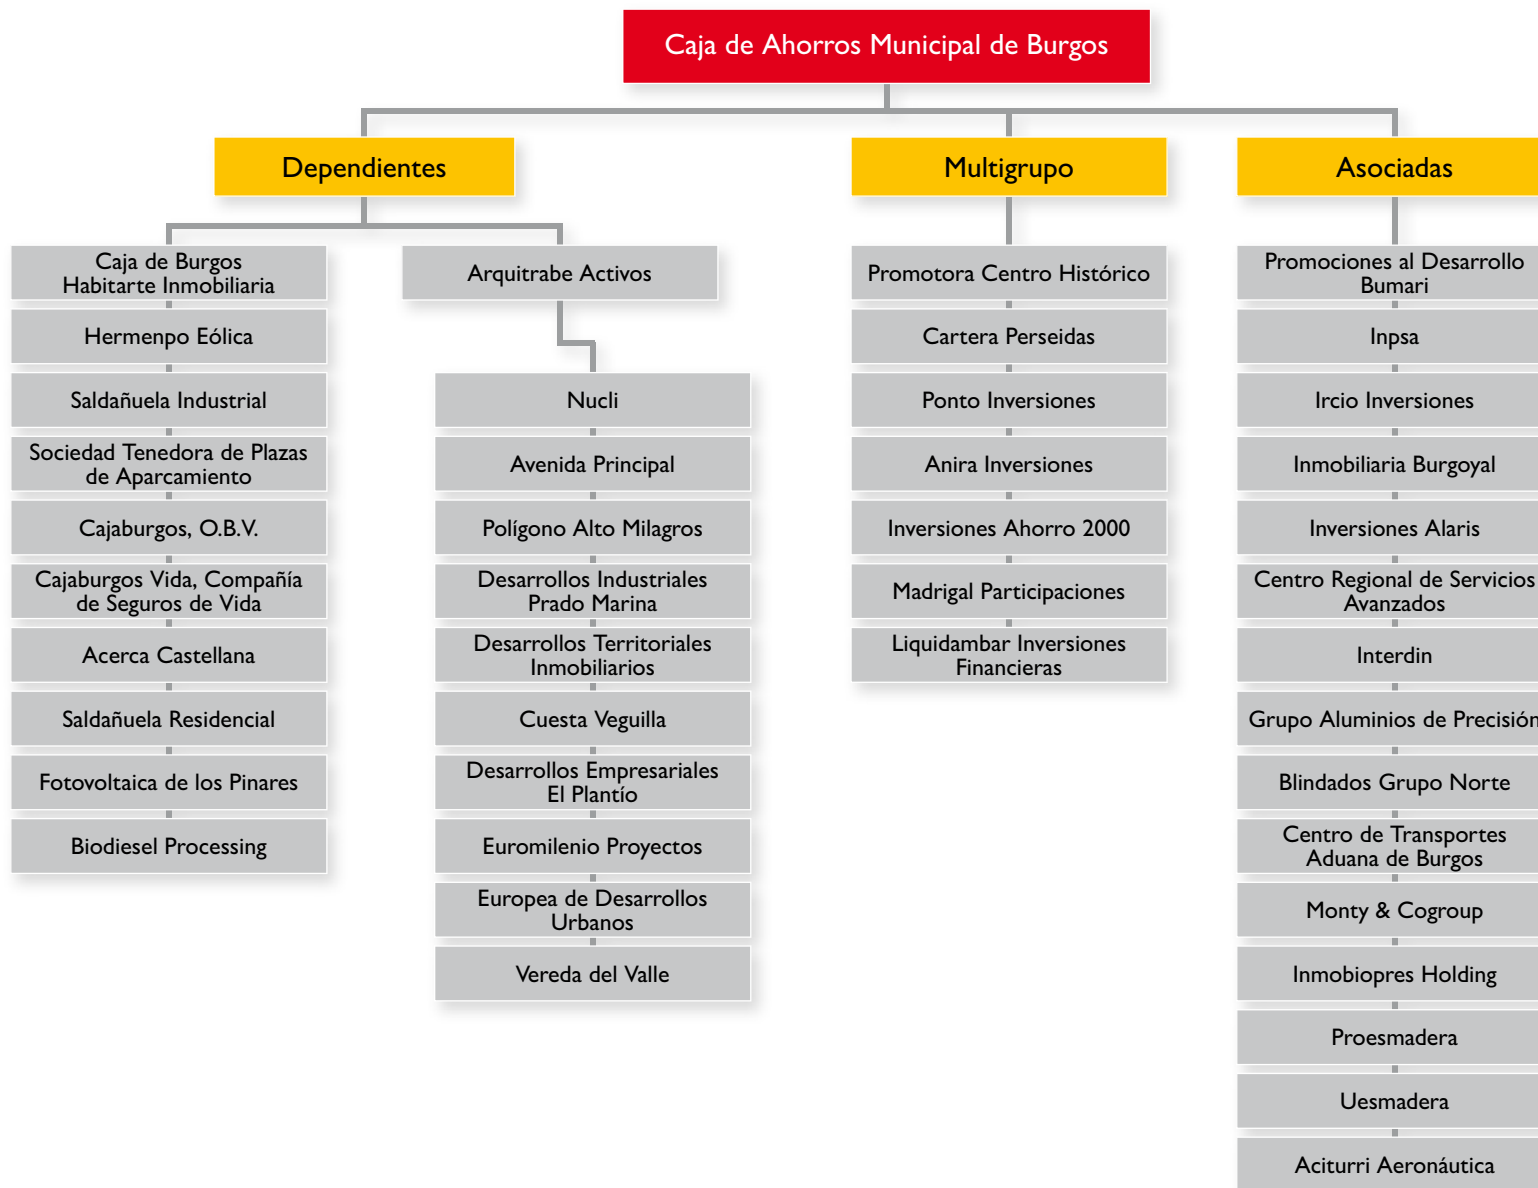 Caja de Ahorros Municipal de Burgos
Dependientes
Multigrupo
Asociadas
Caja de Burgos
Habitarte Inmobiliaria
Hermenpo Eólica
Saldañuela Industrial
Sociedad Tenedora de Plazas
de Aparcamiento
Cajaburgos, O.B.V.
Cajaburgos Vida, Compañía
de Seguros de Vida
Acerca Castellana
Saldañuela Residencial
Fotovoltaica de los Pinares
Biodiesel Processing
Arquitrabe Activos
Nucli
Avenida Principal
Polígono Alto Milagros
Desarrollos Industriales
Prado Marina
Desarrollos Territoriales
Inmobiliarios
Cuesta Veguilla
Desarrollos Empresariales
El Plantío
Euromilenio Proyectos
Europea de Desarrollos
Urbanos
Vereda del Valle
Promotora Centro Histórico
Cartera Perseidas
Ponto Inversiones
Anira Inversiones
Inversiones Ahorro 2000
Madrigal Participaciones
Liquidambar Inversiones
Financieras
Promociones al Desarrollo
Bumari
Inpsa
Ircio Inversiones
Inmobiliaria Burgoyal
Inversiones Alaris
Centro Regional de Servicios
Avanzados
Interdin
Grupo Aluminios de Precisión
Blindados Grupo Norte
Centro de Transportes
Aduana de Burgos
Monty & Cogroup
Inmobiopres Holding
Proesmadera
Uesmadera
Aciturri Aeronáutica